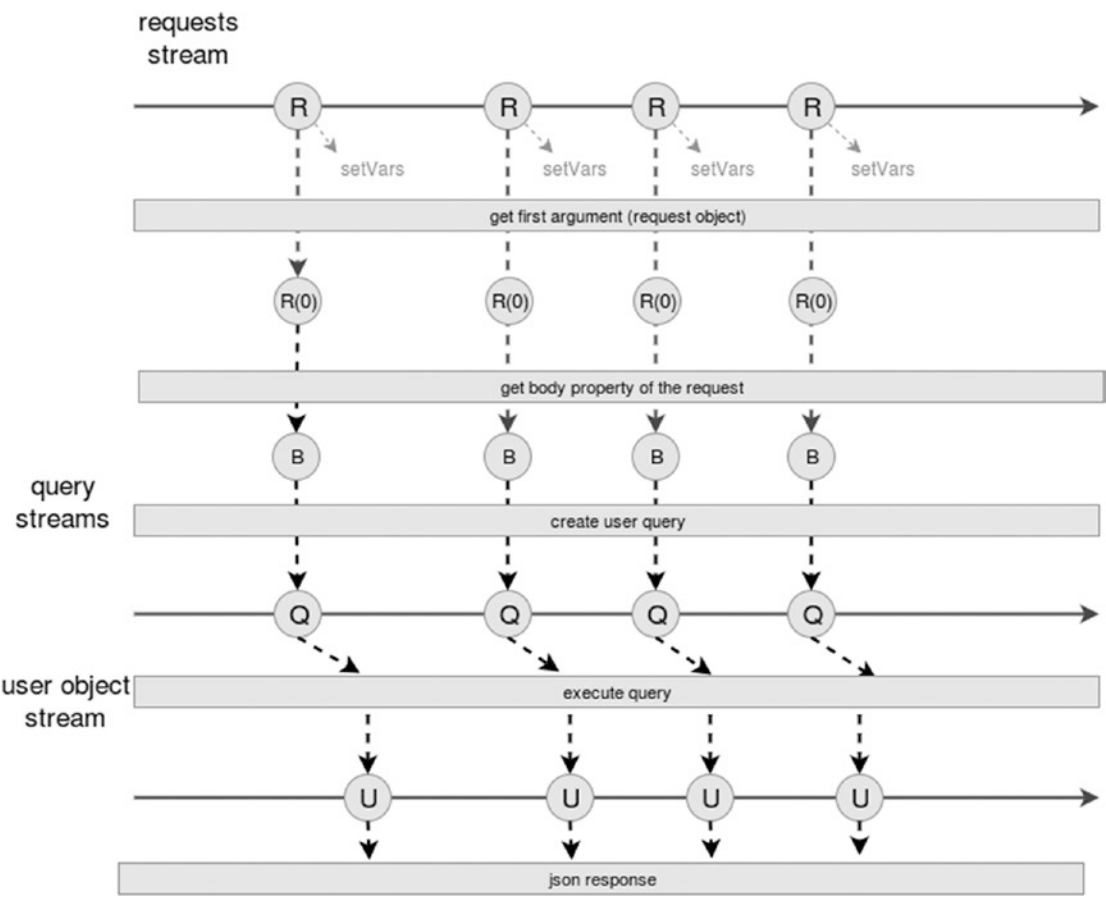 requests
stream
R R R R
setVars setVars setVars setVars
get first argument (request object)
R(0) R(0) R(0) R(0)
get body property of the request
B B B B
query
streams
create user query
Q Q Q Q
user object
stream
execute query
U U U U
json response